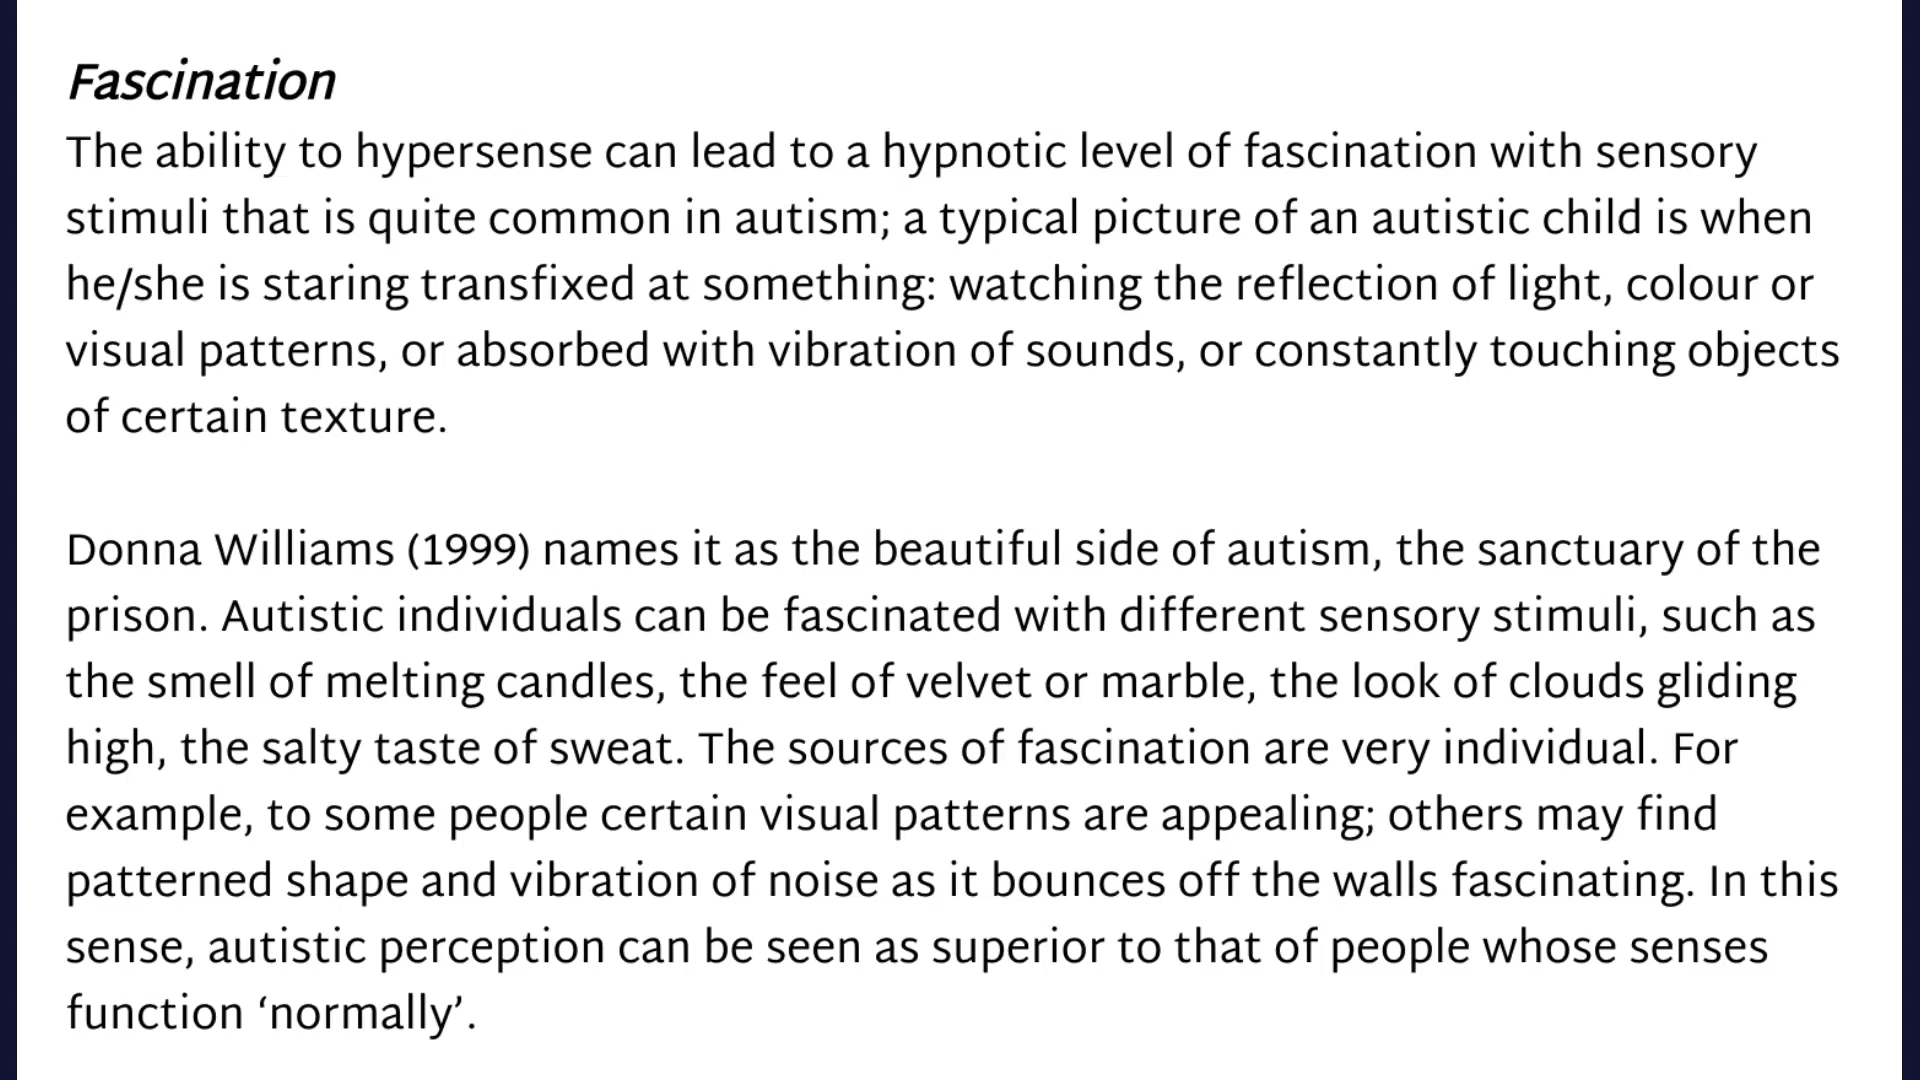 Fascination
The ability to hypersense can lead to a hypnotic level of fascination with sensory
stimuli that is quite common in autism; a typical picture of an autistic child is when
he/she is staring transfixed at something: watching the reflection of light, colour or
visual patterns, or absorbed with vibration of sounds, or constantly touching objects
of certain texture.
Donna Williams (1999) names it as the beautiful side of autism, the sanctuary of the
prison. Autistic individuals can be fascinated with different sensory stimuli, such as
the smell of melting candles, the feel of velvet or marble, the look of clouds gliding
high, the salty taste of sweat. The sources of fascination are very individual. For
example, to some people certain visual patterns are appealing; others may find
patterned shape and vibration of noise as it bounces off the walls fascinating. In this
sense, autistic perception can be seen as superior to that of people whose senses
function ‘normally’.